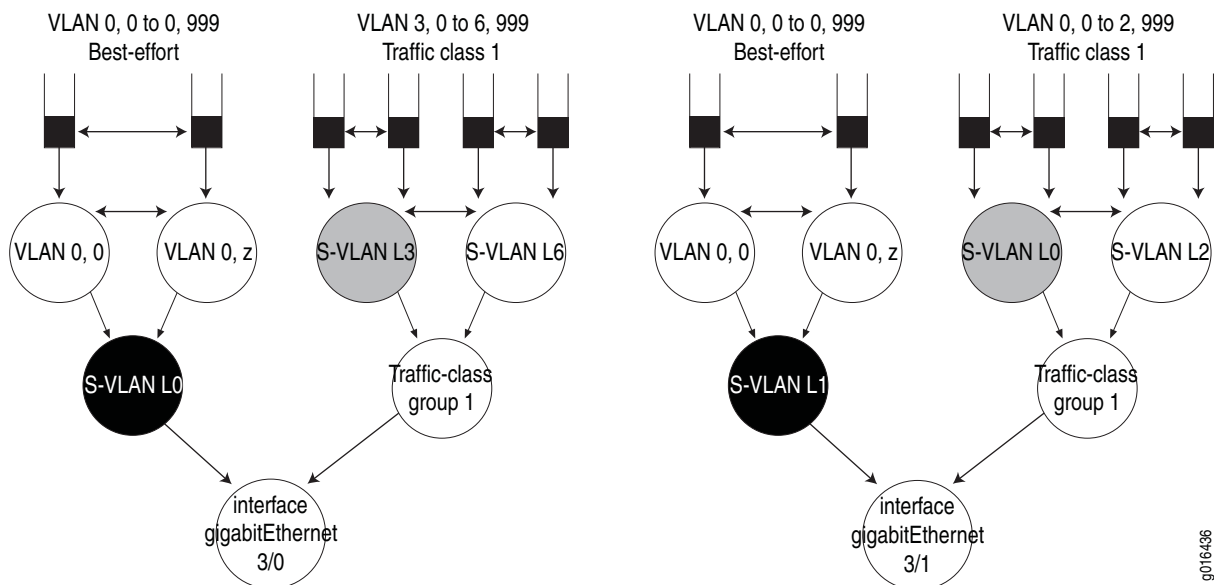 VLAN 0, 0 to 0, 999
Best-effort
VLAN 3, 0 to 6, 999
Traffic class 1
VLAN 0, 0 to 0, 999
Best-effort
VLAN 0, 0 to 2, 999
Traffic class 1
VLAN 0, 0
VLAN 0, z
S-VLAN L3
S-VLAN L6
VLAN 0, 0
VLAN 0, z
S-VLAN L0
S-VLAN L2
S-VLAN L0
Traffic-class
group 1
S-VLAN L1
Traffic-class
group 1
interface
gigabitEthernet
3/0
interface
gigabitEthernet
3/1
g016436